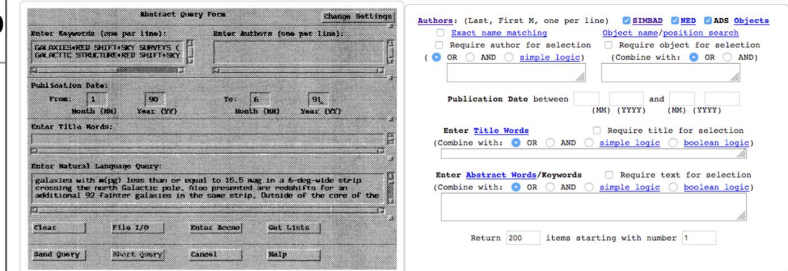 Abstract Query Form
Change Settings
Enter Keywords (one per line):
Enter Authors (one per line):
GALAXIES*RED SHIFT*SKY SURVEYS (
GALACTIC STRUCTURE*RED SHIFT*SKY
Publication Date:
From: 1 90 To: 6 91
Month (MM) Year (YY) Month (MM) Year (YY)
Enter Title Words:
Enter Natural Language Query:
galaxies with m(pg) less than or equal to 15.5 mag in a 6-deg-wide strip
crossing the north Galactic pole. Also presented are redshifts for an
additional 92 fainter galaxies in the same strip. Outside of the core of the
Clear File I/O Enter Accno Get Lists
Send Query Abort Query Cancel Help
Authors: (Last, First M, one per line) SIMBAD NED ADS Objects
Exact name matching Object name/position search
Require author for selection Require object for selection
( OR AND simple logic) (Combine with: OR AND)
Publication Date between and
(MM) (YYYY) (MM) (YYYY)
Enter Title Words Require title for selection
(Combine with: OR AND simple logic boolean logic)
Enter Abstract Words/Keywords Require text for selection
(Combine with: OR AND simple logic boolean logic)
Return 200 items starting with number 1